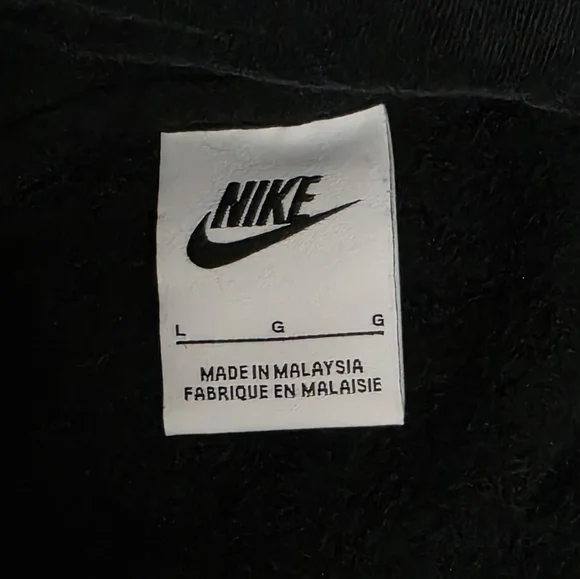 NIKE
L G G
MADE IN MALAYSIA
FABRIQUE EN MALAISIE